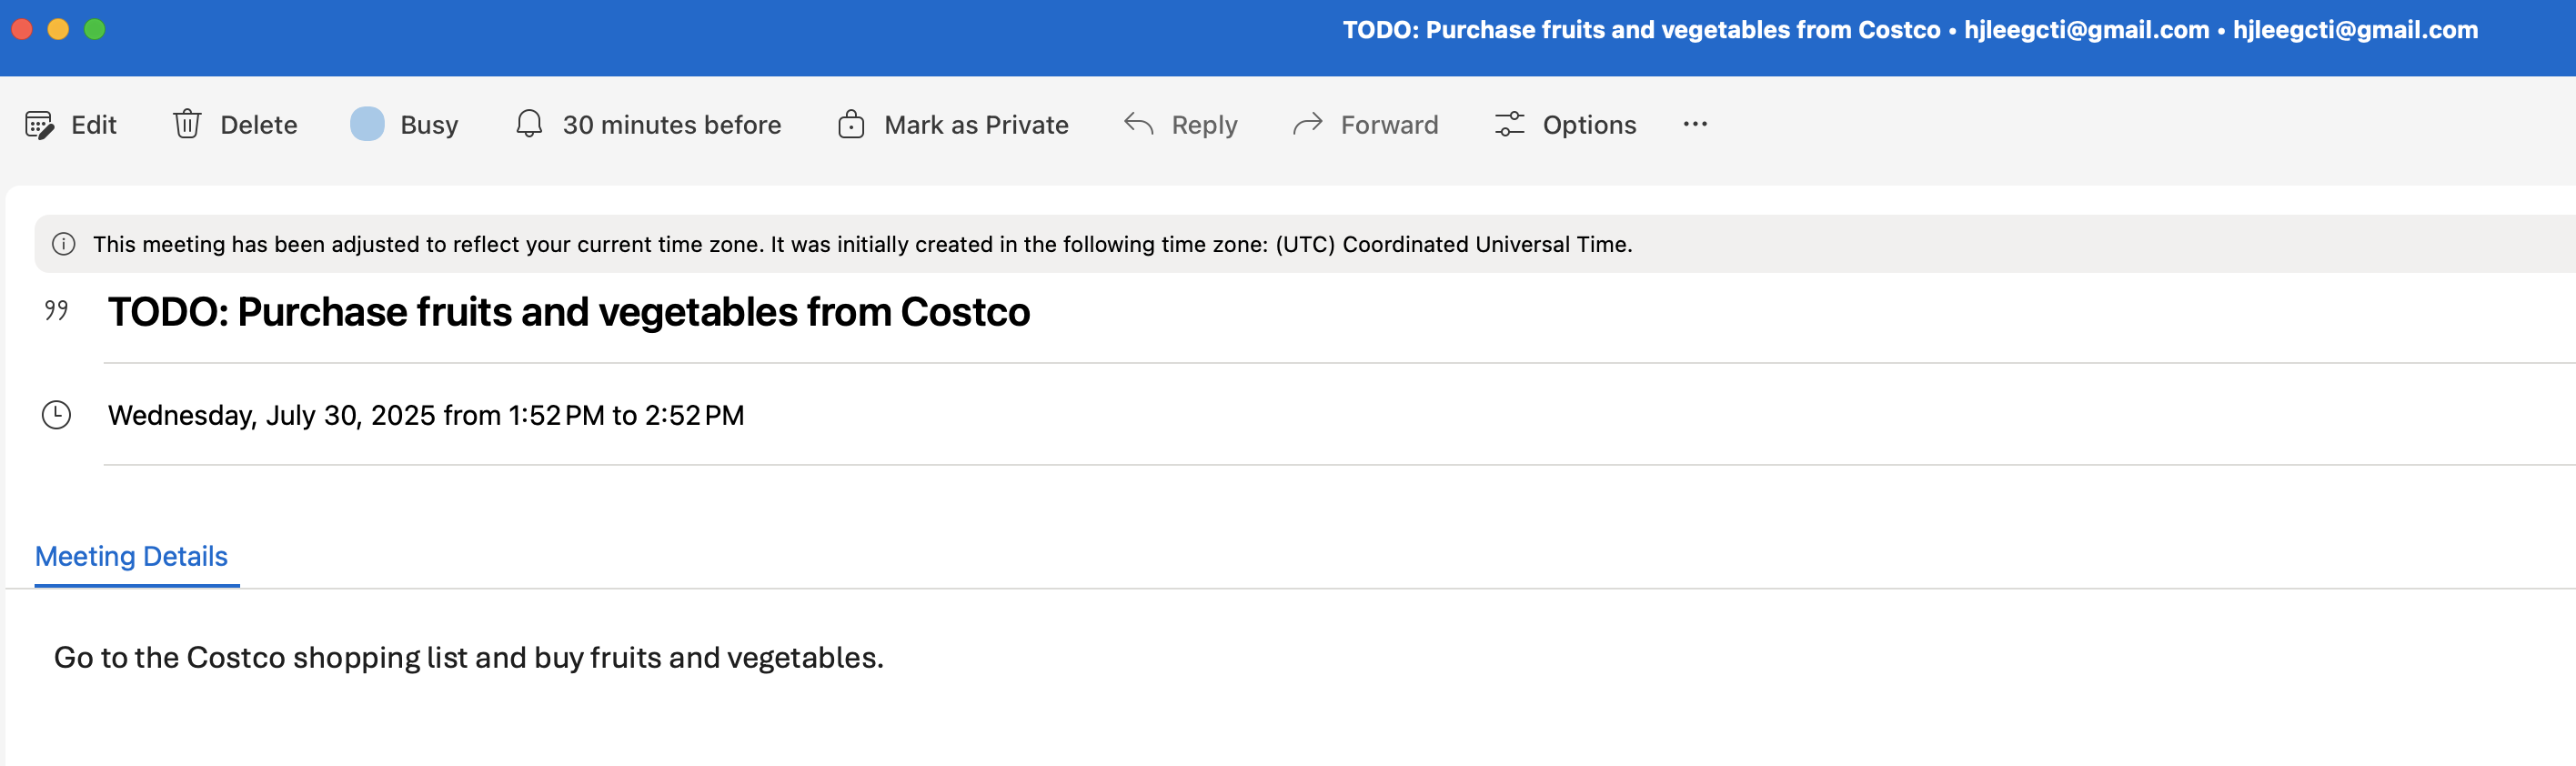 TODO: Purchase fruits and vegetables from Costco • hjleegcti@gmail.com • hjleegcti@gmail.com
Edit Delete Busy 30 minutes before Mark as Private Reply Forward Options ...
This meeting has been adjusted to reflect your current time zone. It was initially created in the following time zone: (UTC) Coordinated Universal Time.
TODO: Purchase fruits and vegetables from Costco
Wednesday, July 30, 2025 from 1:52 PM to 2:52 PM
Meeting Details
Go to the Costco shopping list and buy fruits and vegetables.